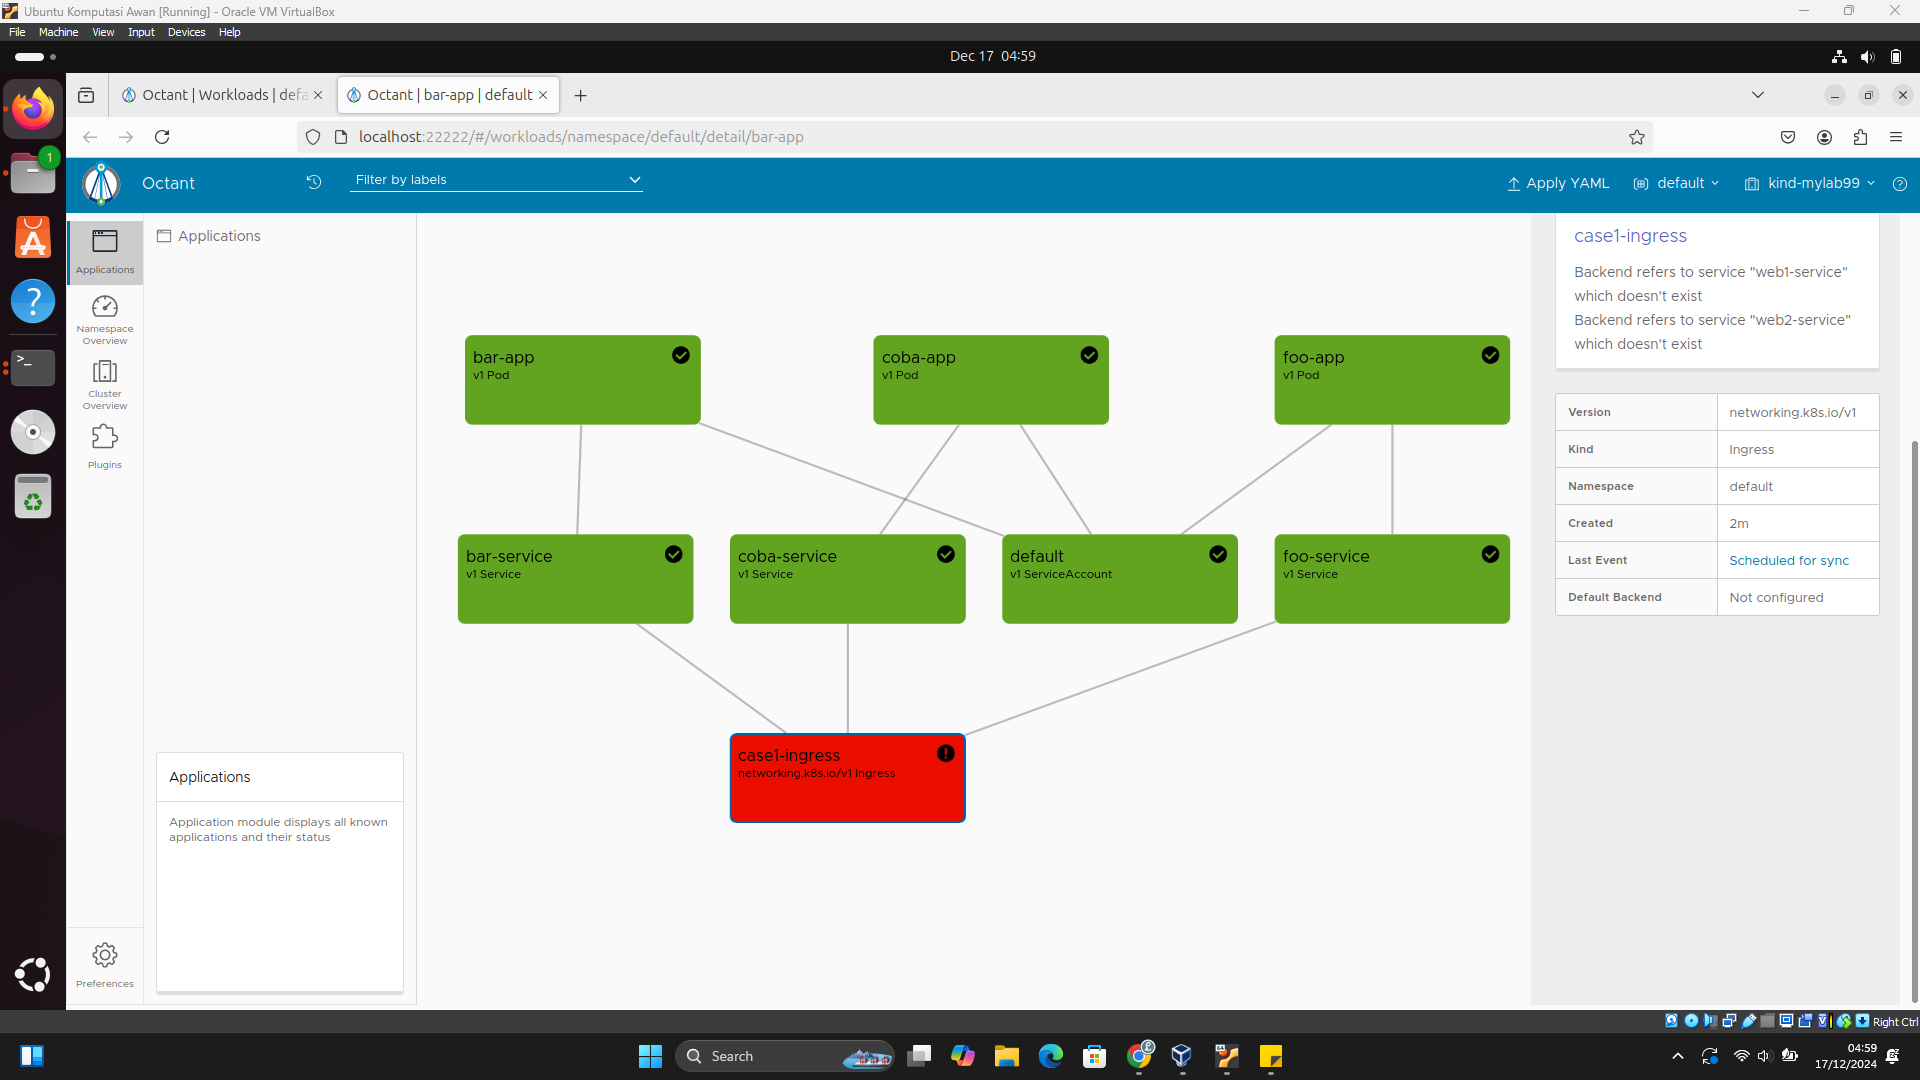 Ubuntu Komputasi Awan [Running] - Oracle VM VirtualBox
File Machine View Input Devices Help
Dec 17 04:59
Octant | Workloads | defa
Octant | bar-app | default
1
localhost:22222/#/workloads/namespace/default/detail/bar-app
Octant
Filter by labels
Apply YAML
default
kind-mylab99
Applications
Namespace
Overview
Cluster
Overview
Plugins
Preferences
Applications
Applications
Application module displays all known
applications and their status
bar-app
v1 Pod
coba-app
v1 Pod
foo-app
v1 Pod
bar-service
v1 Service
coba-service
v1 Service
default
v1 ServiceAccount
foo-service
v1 Service
case1-ingress
networking.k8s.io/v1 Ingress
case1-ingress
Backend refers to service "web1-service"
which doesn't exist
Backend refers to service "web2-service"
which doesn't exist
Version networking.k8s.io/v1
Kind Ingress
Namespace default
Created 2m
Last Event Scheduled for sync
Default Backend Not configured
Right Ctrl
Search
04:59
17/12/2024